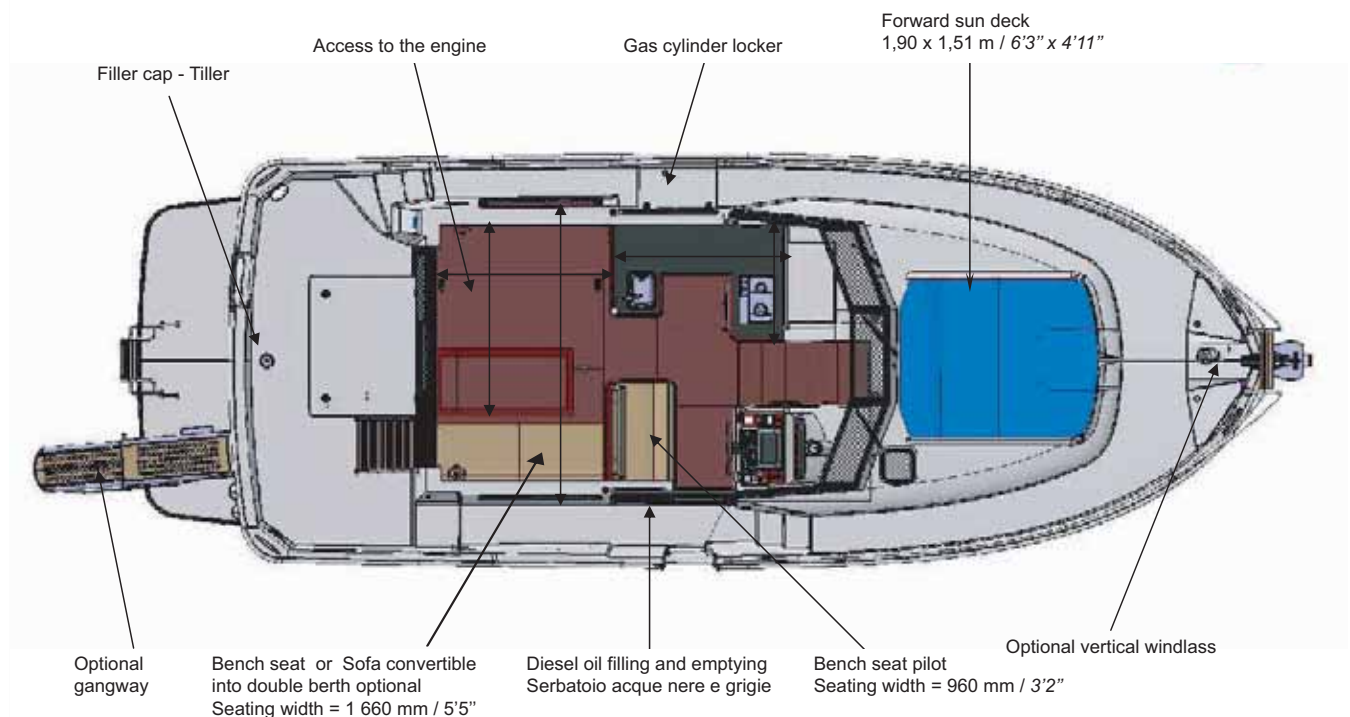 Forward sun deck
1,90 x 1,51 m / 6'3’’ x 4'11’’
Access to the engine
Gas cylinder locker
Filler cap - Tiller
Optional vertical windlass
Optional
gangway
Bench seat or Sofa convertible
into double berth optional
Seating width = 1 660 mm / 5'5’’
Diesel oil filling and emptying
Serbatoio acque nere e grigie
Bench seat pilot
Seating width = 960 mm / 3'2’’